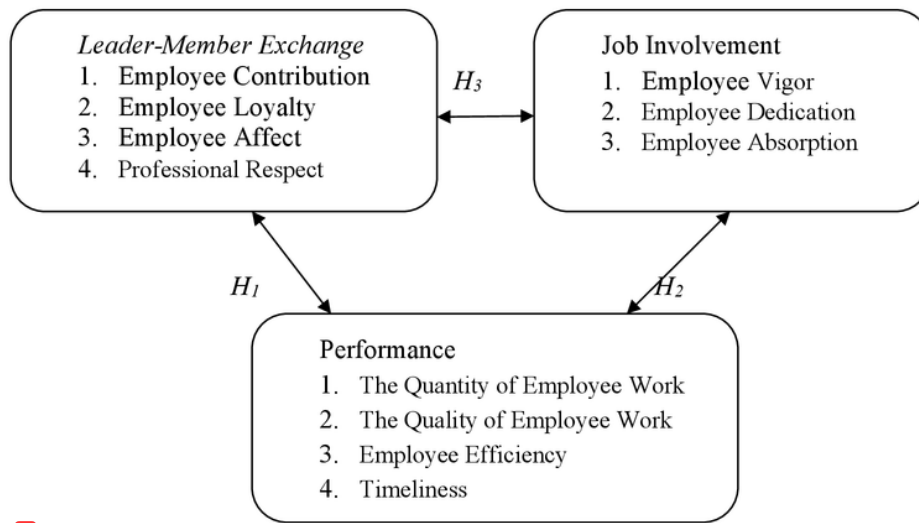 Leader-Member Exchange
1. Employee Contribution
2. Employee Loyalty
3. Employee Affect
4. Professional Respect
H3
Job Involvement
1. Employee Vigor
2. Employee Dedication
3. Employee Absorption
H1
H2
Performance
1. The Quantity of Employee Work
2. The Quality of Employee Work
3. Employee Efficiency
4. Timeliness